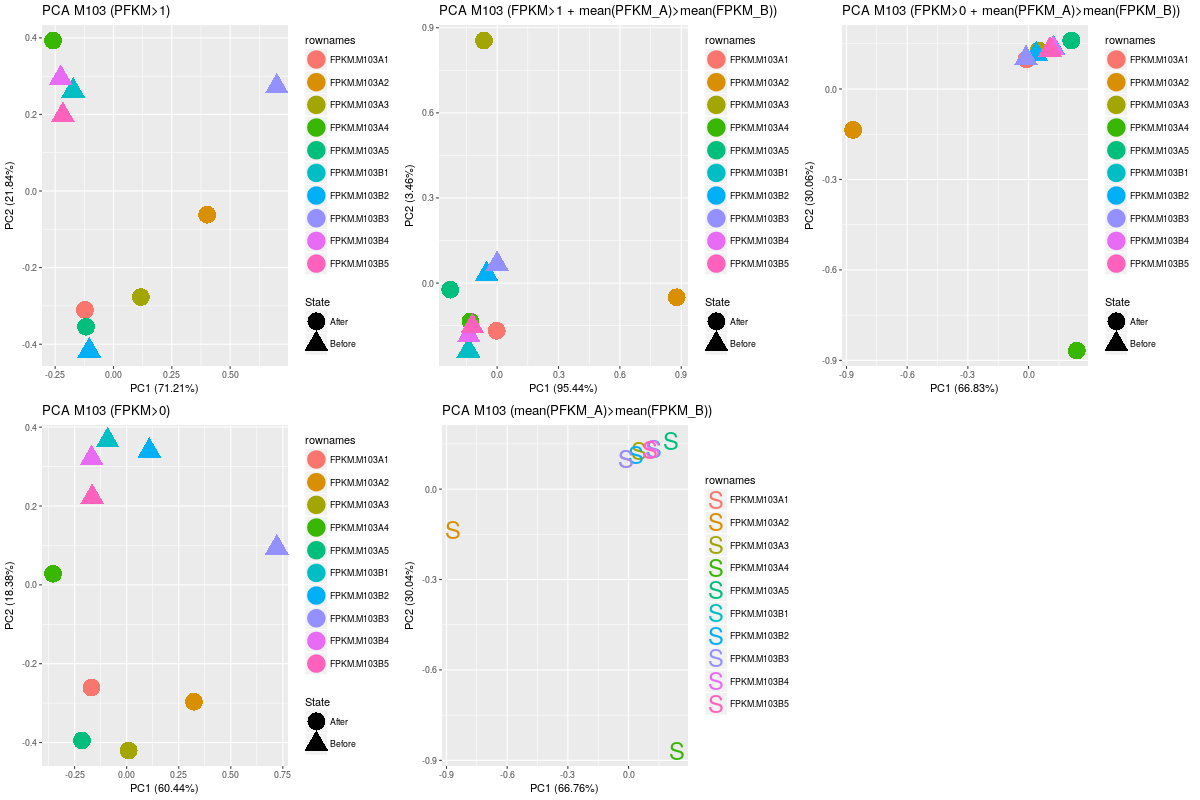 PCA M103 (PFKM>1)
0.4
0.2
0.0
-0.2
-0.4
PC2 (21.84%)
-0.25
0.00
0.25
0.50
PC1 (71.21%)
rownames
FPKM.M103A1
FPKM.M103A2
FPKM.M103A3
FPKM.M103A4
FPKM.M103A5
FPKM.M103B1
FPKM.M103B2
FPKM.M103B3
FPKM.M103B4
FPKM.M103B5
State
After
Before
PCA M103 (FPKM>1 + mean(PFKM_A)>mean(FPKM_B))
0.9
0.6
0.3
0.0
PC2 (3.46%)
0.0
0.3
0.6
0.9
PC1 (95.44%)
rownames
FPKM.M103A1
FPKM.M103A2
FPKM.M103A3
FPKM.M103A4
FPKM.M103A5
FPKM.M103B1
FPKM.M103B2
FPKM.M103B3
FPKM.M103B4
FPKM.M103B5
State
After
Before
PCA M103 (FPKM>0 + mean(PFKM_A)>mean(FPKM_B))
0.0
-0.3
-0.6
-0.9
PC2 (30.06%)
-0.9
-0.6
-0.3
0.0
PC1 (66.83%)
rownames
FPKM.M103A1
FPKM.M103A2
FPKM.M103A3
FPKM.M103A4
FPKM.M103A5
FPKM.M103B1
FPKM.M103B2
FPKM.M103B3
FPKM.M103B4
FPKM.M103B5
State
After
Before
PCA M103 (FPKM>0)
0.4
0.2
0.0
-0.2
-0.4
PC2 (18.38%)
-0.25
0.00
0.25
0.50
0.75
PC1 (60.44%)
rownames
FPKM.M103A1
FPKM.M103A2
FPKM.M103A3
FPKM.M103A4
FPKM.M103A5
FPKM.M103B1
FPKM.M103B2
FPKM.M103B3
FPKM.M103B4
FPKM.M103B5
State
After
Before
PCA M103 (mean(PFKM_A)>mean(FPKM_B))
0.0
-0.3
-0.6
-0.9
PC2 (30.04%)
-0.9
-0.6
-0.3
0.0
PC1 (66.76%)
rownames
S FPKM.M103A1
S FPKM.M103A2
S FPKM.M103A3
S FPKM.M103A4
S FPKM.M103A5
S FPKM.M103B1
S FPKM.M103B2
S FPKM.M103B3
S FPKM.M103B4
S FPKM.M103B5